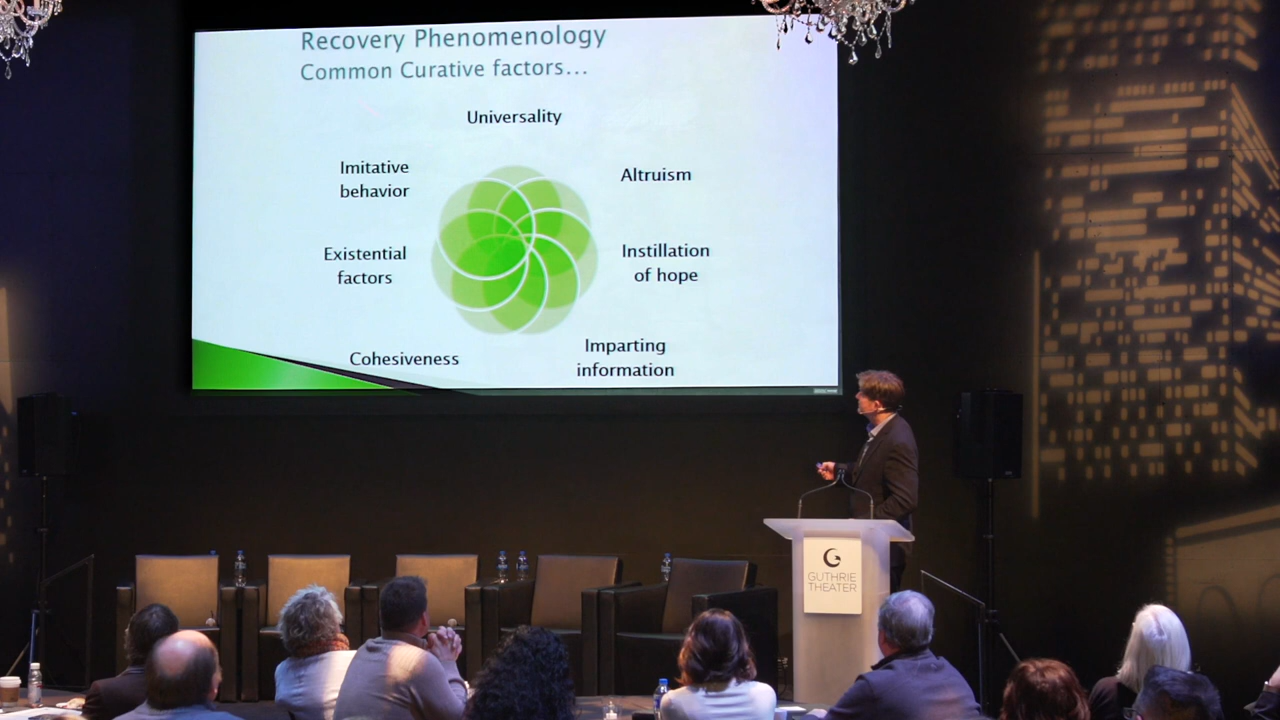 Recovery Phenomenology
Common Curative factors...
Universality
Imitative
behavior
Altruism
Existential
factors
Instillation
of hope
Cohesiveness
Imparting
information
GUTHRIE
THEATER